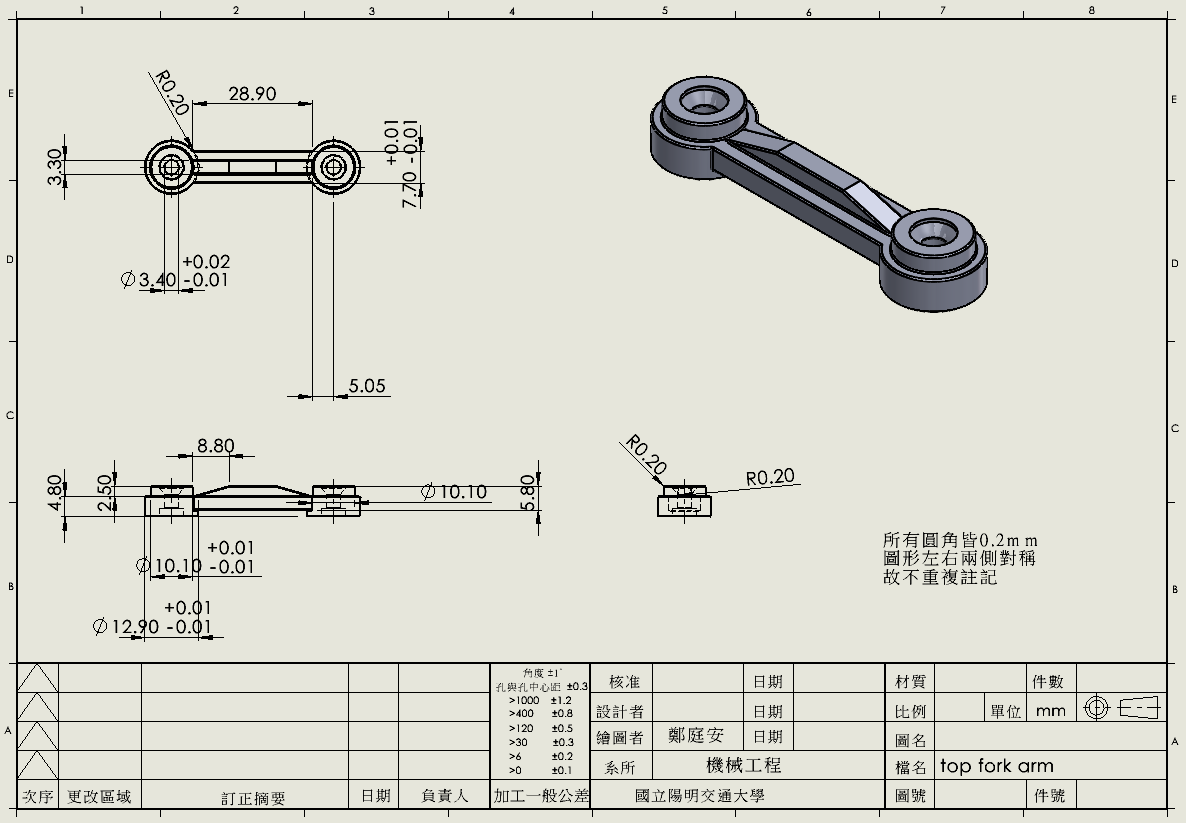 1 2 3 4 5 6 7 8
E E
R0.20
28.90
3.30
7.70 +0.01 -0.01
D D
⌀3.40 +0.02 -0.01
5.05
C C
8.80
4.80
2.50
⌀10.10
5.80
R0.20
R0.20
⌀10.10 +0.01 -0.01
⌀12.90 +0.01 -0.01
所有圓角皆0.2mm
圖形左右兩側對稱
故不重複註記
B B
A A
角度 ±1°
孔與孔中心距 ±0.3
>1000 ±1.2
>400 ±0.8
>120 ±0.5
>30 ±0.3
>6 ±0.2
>0 ±0.1
加工一般公差
次序 更改區域 訂正摘要 日期 負責人
核准 日期
設計者 日期
繪圖者 鄭庭安 日期
系所 機械工程
國立陽明交通大學
材質 件數
比例 單位 mm
圖名
檔名 top fork arm
圖號 件號